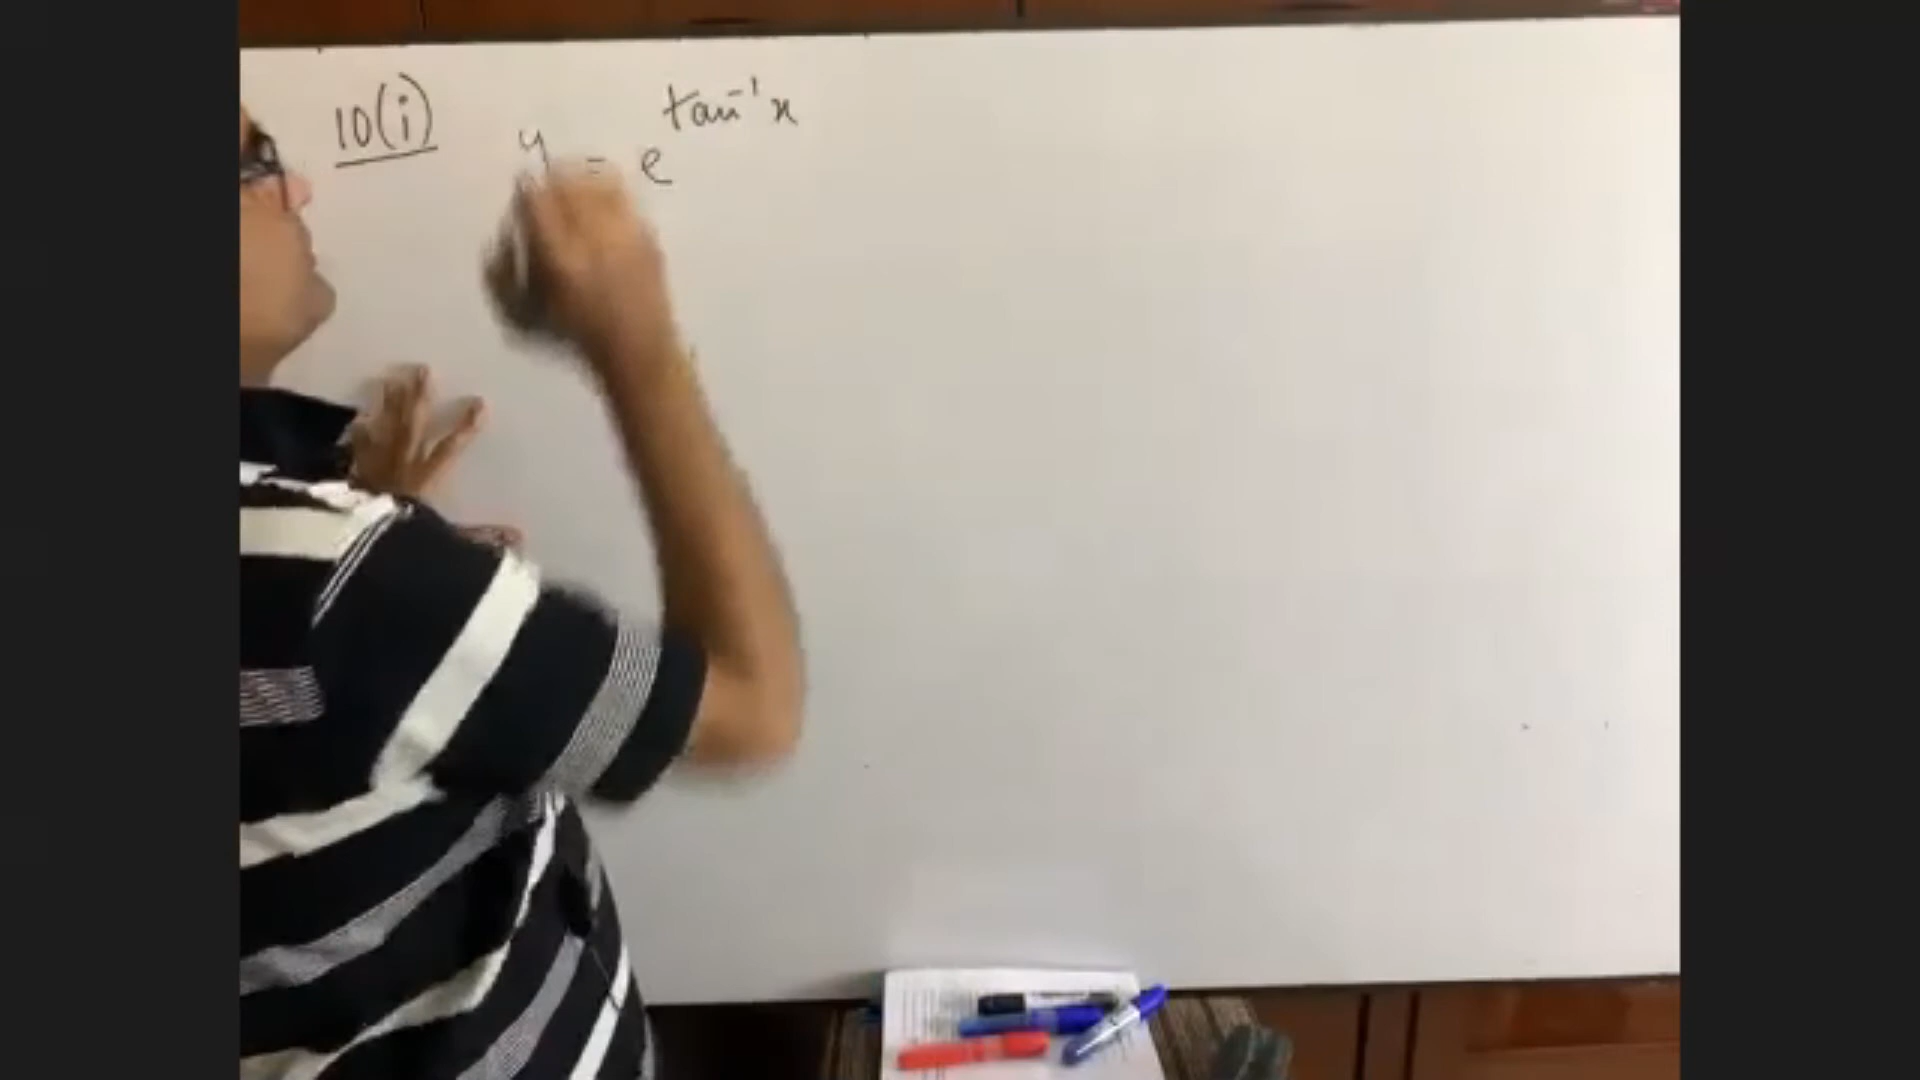 10(i) y = e^tan⁻¹x